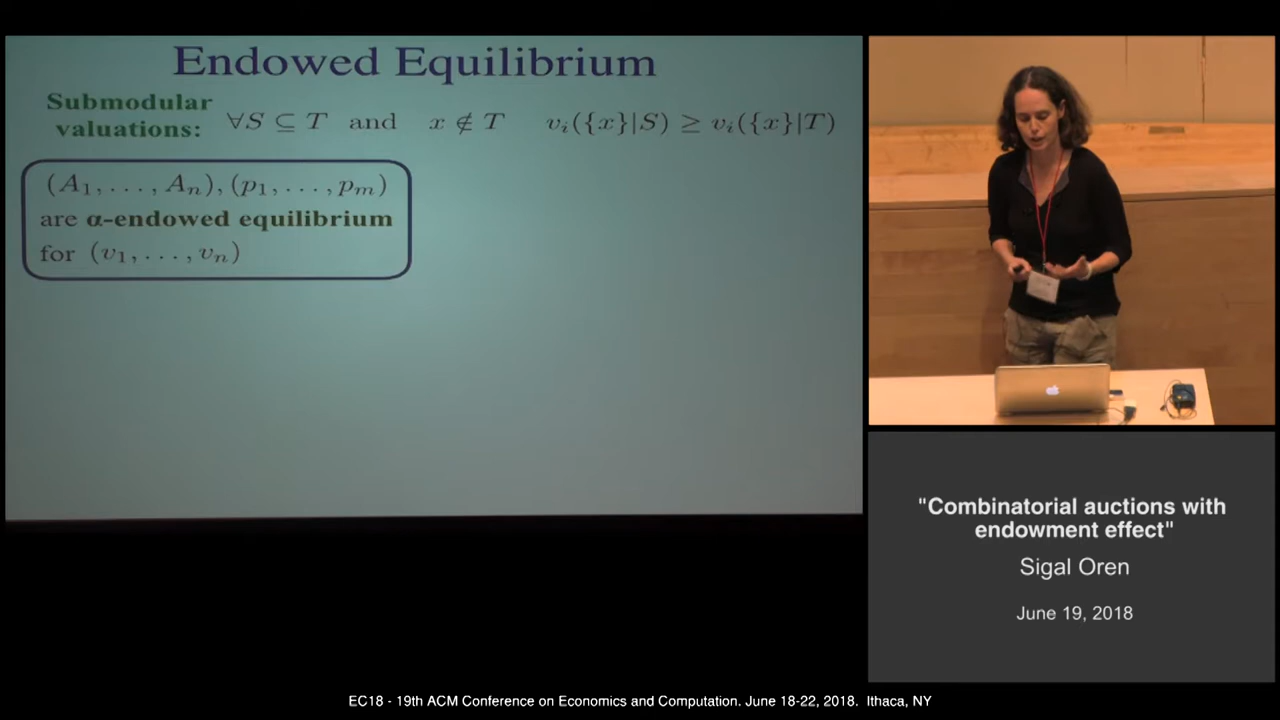 Endowed Equilibrium
Submodular valuations: ∀S ⊆ T and x ∉ T v_i({x}|S) ≥ v_i({x}|T)
(A_1, . . . , A_n), (p_1, . . . , p_m)
are α-endowed equilibrium
for (v_1, . . . , v_n)
"Combinatorial auctions with
endowment effect"
Sigal Oren
June 19, 2018
EC18 - 19th ACM Conference on Economics and Computation. June 18-22, 2018. Ithaca, NY